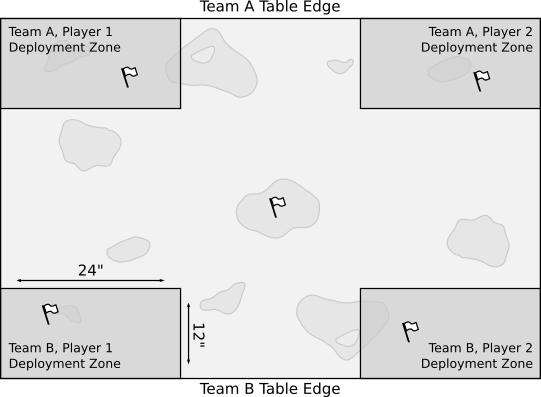 Team A Table Edge
Team A, Player 1
Deployment Zone
Team A, Player 2
Deployment Zone
24"
12"
Team B, Player 1
Deployment Zone
Team B, Player 2
Deployment Zone
Team B Table Edge